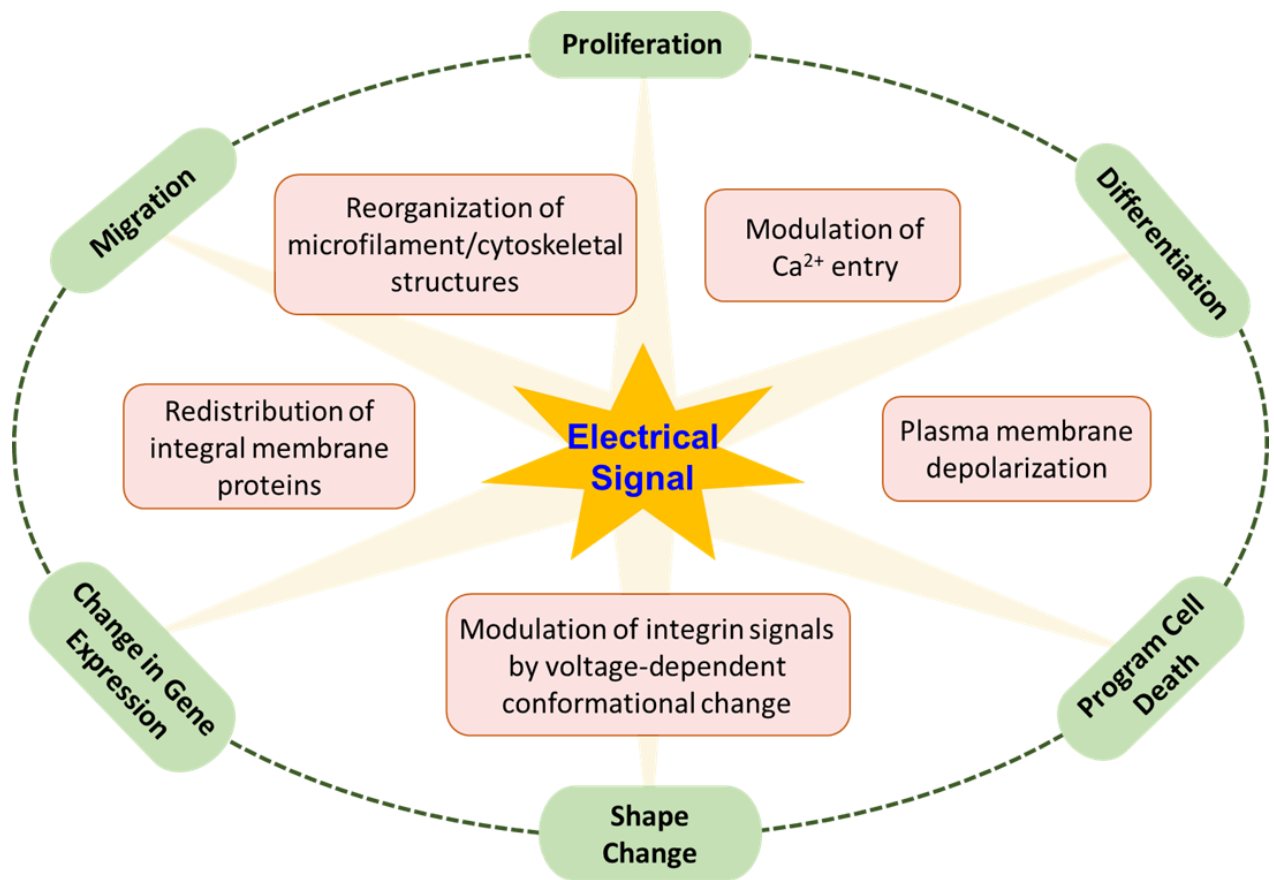 Proliferation
Migration
Differentiation
Reorganization of
microfilament/cytoskeletal
structures
Modulation of
Ca²⁺ entry
Electrical
Signal
Redistribution of
integral membrane
proteins
Plasma membrane
depolarization
Change in Gene
Expression
Modulation of integrin signals
by voltage-dependent
conformational change
Program Cell
Death
Shape
Change